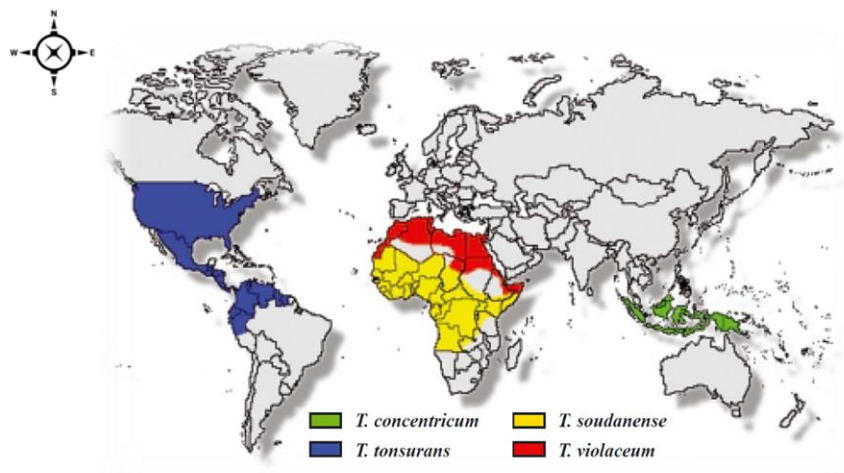 N
W E
S
T. concentricum T. soudanense
T. tonsurans T. violaceum